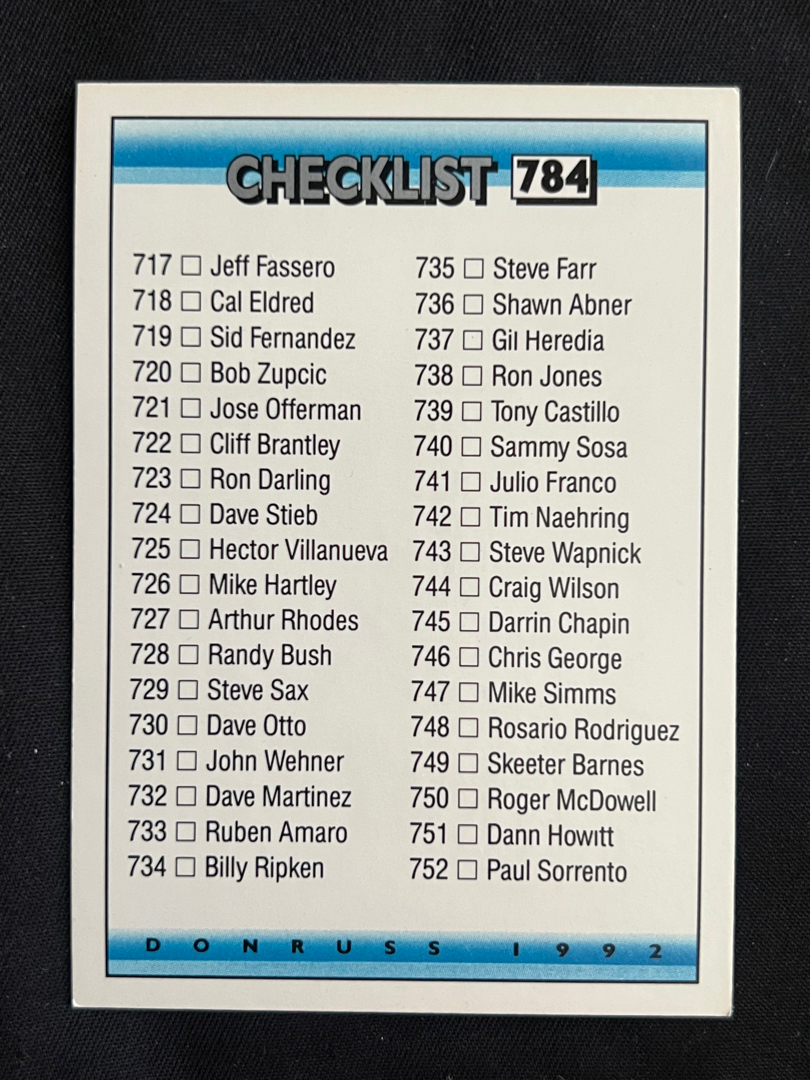 CHECKLIST 784
717 □ Jeff Fassero
718 □ Cal Eldred
719 □ Sid Fernandez
720 □ Bob Zupcic
721 □ Jose Offerman
722 □ Cliff Brantley
723 □ Ron Darling
724 □ Dave Stieb
725 □ Hector Villanueva
726 □ Mike Hartley
727 □ Arthur Rhodes
728 □ Randy Bush
729 □ Steve Sax
730 □ Dave Otto
731 □ John Wehner
732 □ Dave Martinez
733 □ Ruben Amaro
734 □ Billy Ripken
735 □ Steve Farr
736 □ Shawn Abner
737 □ Gil Heredia
738 □ Ron Jones
739 □ Tony Castillo
740 □ Sammy Sosa
741 □ Julio Franco
742 □ Tim Naehring
743 □ Steve Wapnick
744 □ Craig Wilson
745 □ Darrin Chapin
746 □ Chris George
747 □ Mike Simms
748 □ Rosario Rodriguez
749 □ Skeeter Barnes
750 □ Roger McDowell
751 □ Dann Howitt
752 □ Paul Sorrento
DONRUSS 1992